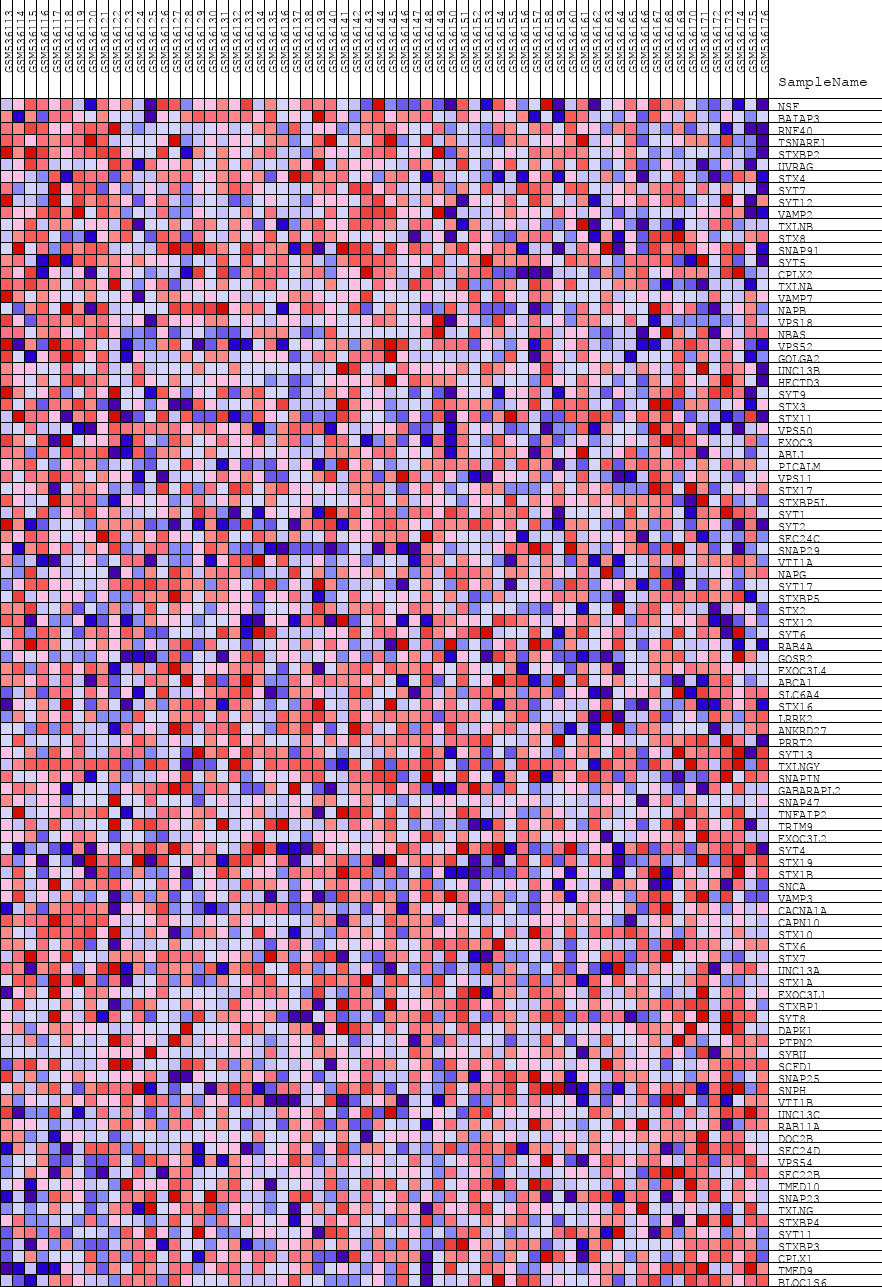 GSM536113
GSM536114
GSM536115
GSM536116
GSM536117
GSM536118
GSM536119
GSM536120
GSM536121
GSM536122
GSM536123
GSM536124
GSM536125
GSM536126
GSM536127
GSM536128
GSM536129
GSM536130
GSM536131
GSM536132
GSM536133
GSM536134
GSM536135
GSM536136
GSM536137
GSM536138
GSM536139
GSM536140
GSM536141
GSM536142
GSM536143
GSM536144
GSM536145
GSM536146
GSM536147
GSM536148
GSM536149
GSM536150
GSM536151
GSM536152
GSM536153
GSM536154
GSM536155
GSM536156
GSM536157
GSM536158
GSM536159
GSM536160
GSM536161
GSM536162
GSM536163
GSM536164
GSM536165
GSM536166
GSM536167
GSM536168
GSM536169
GSM536170
GSM536171
GSM536172
GSM536173
GSM536174
GSM536175
GSM536176
SampleName
NSF
BAIAP3
RNF40
TSNARE1
STXBP2
UVRAG
STX4
SYT7
SYT12
VAMP2
TXLNB
STX8
SNAP91
SYT5
CPLX2
TXLNA
VAMP7
NAPB
VPS18
NBAS
VPS52
GOLGA2
UNC13B
HECTD3
SYT9
STX3
STX11
VPS50
EXOC3
ABL1
PICALM
VPS11
STX17
STXBP5L
SYT1
SYT2
SEC24C
SNAP29
VTI1A
NAPG
SYT17
STXBP5
STX2
STX12
SYT6
RAB4A
GOSR2
EXOC3L4
ABCA1
SLC6A4
STX16
LRRK2
ANKRD27
PRRT2
SYT13
TXLNGY
SNAPIN
GABARAPL2
SNAP47
TNFAIP2
TRIM9
EXOC3L2
SYT4
STX19
STX1B
SNCA
VAMP3
CACNA1A
CAPN10
STX10
STX6
STX7
UNC13A
STX1A
EXOC3L1
STXBP1
SYT8
DAPK1
PTPN2
SYBU
SCFD1
SNAP25
SNPH
VTI1B
UNC13C
RAB11A
DOC2B
SEC24D
VPS54
SEC22B
TMED10
SNAP23
TXLNG
STXBP4
SYT11
STXBP3
CPLX1
TMED9
BLOC1S6